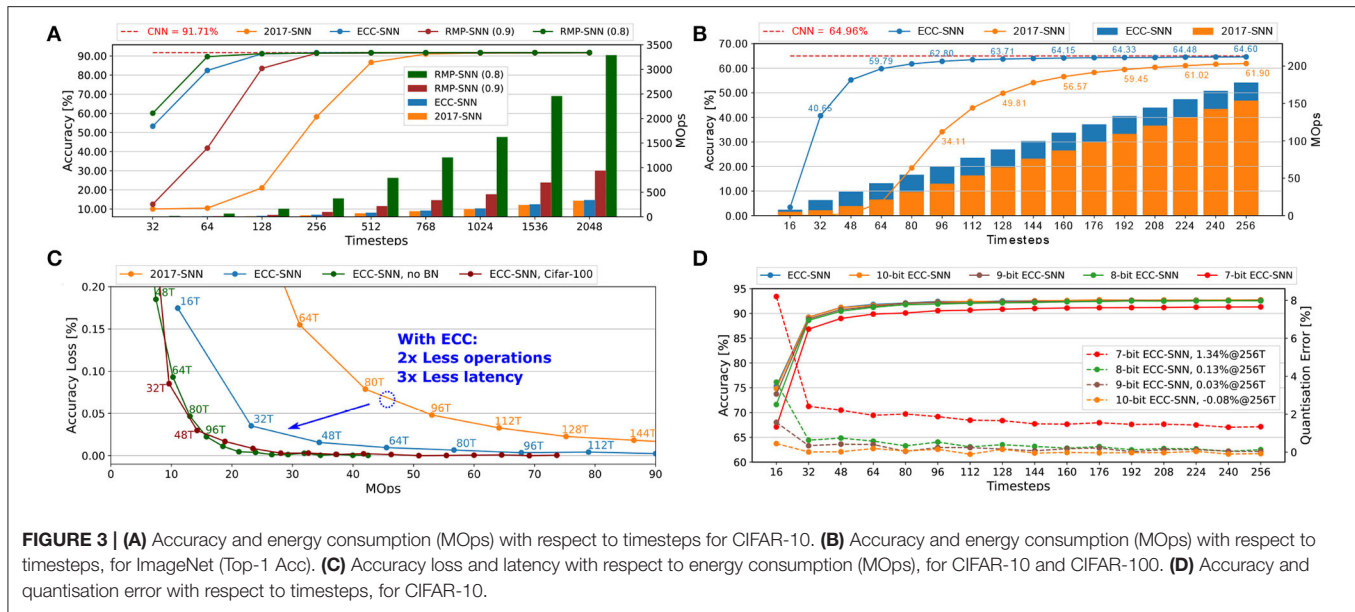 A
CNN = 91.71% 2017-SNN ECC-SNN RMP-SNN (0.9) RMP-SNN (0.8)
Accuracy [%]
90.00
80.00
70.00
60.00
50.00
40.00
30.00
20.00
10.00
RMP-SNN (0.8)
RMP-SNN (0.9)
ECC-SNN
2017-SNN
3500
3000
2500
2000
1500
1000
500
0
MOps
32 64 128 256 512 768 1024 1536 2048
Timesteps
B
CNN = 64.96% ECC-SNN 2017-SNN ECC-SNN 2017-SNN
Accuracy [%]
70.00
60.00
50.00
40.00
30.00
20.00
10.00
0.00
40.65 59.79 62.80 63.71 64.15 64.33 64.48 64.60
34.11 49.81 56.57 59.45 61.02 61.90
200
150
100
50
0
MOps
16 32 48 64 80 96 112 128 144 160 176 192 208 224 240 256
Timesteps
C
2017-SNN ECC-SNN ECC-SNN, no BN ECC-SNN, Cifar-100
Accuracy Loss [%]
0.20
0.15
0.10
0.05
0.00
48T
64T
80T
96T
32T
48T
16T
32T
48T
64T
80T
96T
112T
64T
80T
96T
112T
128T
144T
With ECC:
2x Less operations
3x Less latency
0 10 20 30 40 50 60 70 80 90
MOps
D
ECC-SNN 10-bit ECC-SNN 9-bit ECC-SNN 8-bit ECC-SNN 7-bit ECC-SNN
Accuracy [%]
95
90
85
80
75
70
65
60
7-bit ECC-SNN, 1.34%@256T
8-bit ECC-SNN, 0.13%@256T
9-bit ECC-SNN, 0.03%@256T
10-bit ECC-SNN, -0.08%@256T
8
6
4
2
0
Quantisation Error [%]
16 32 48 64 80 96 112 128 144 160 176 192 208 224 240 256
Timesteps
FIGURE 3 | (A) Accuracy and energy consumption (MOps) with respect to timesteps for CIFAR-10. (B) Accuracy and energy consumption (MOps) with respect to
timesteps, for ImageNet (Top-1 Acc). (C) Accuracy loss and latency with respect to energy consumption (MOps), for CIFAR-10 and CIFAR-100. (D) Accuracy and
quantisation error with respect to timesteps, for CIFAR-10.